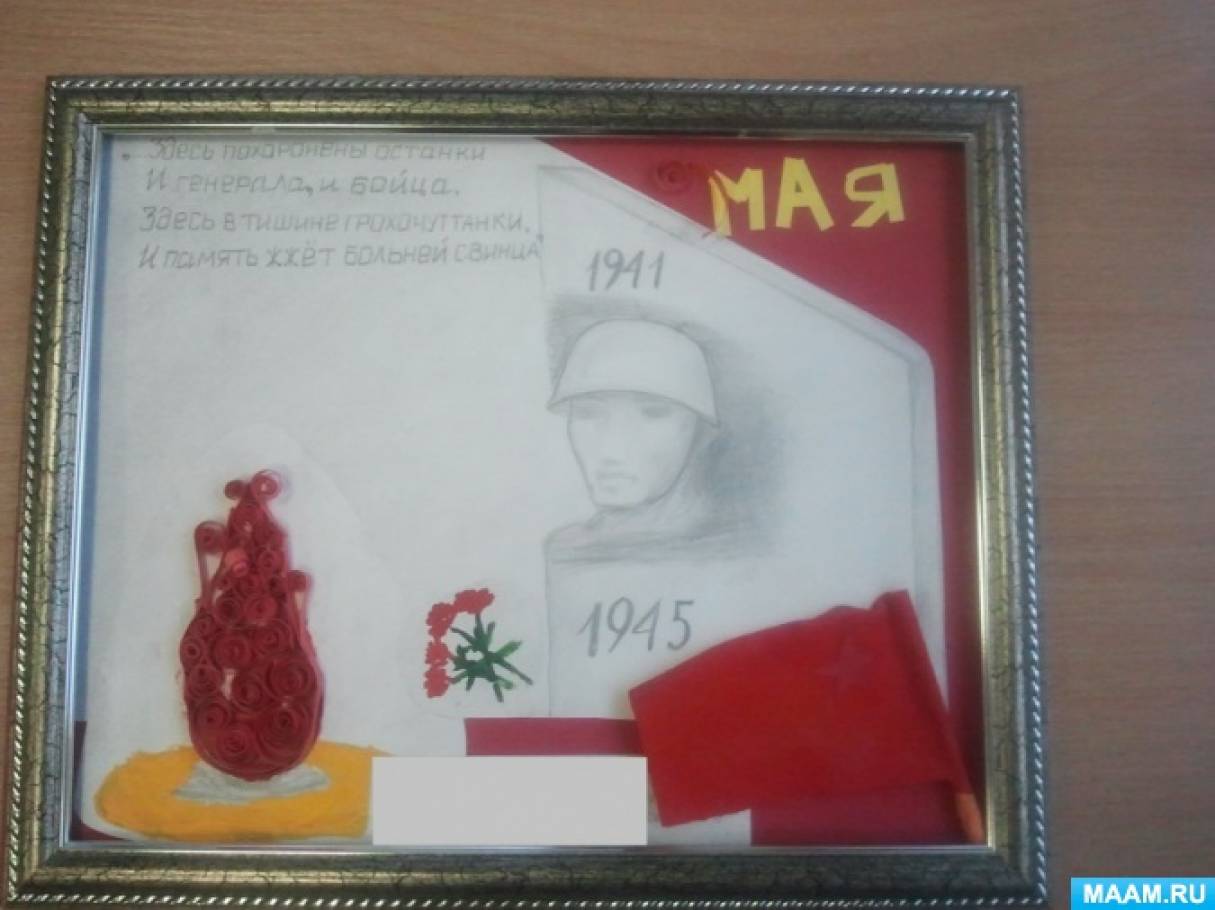 „Здесь похоронены останки
И генерала, и бойца.
Здесь в тишине грохочут танки.
И память жжёт больней свинца"
МАЯ
1941
1945
MAAM.RU